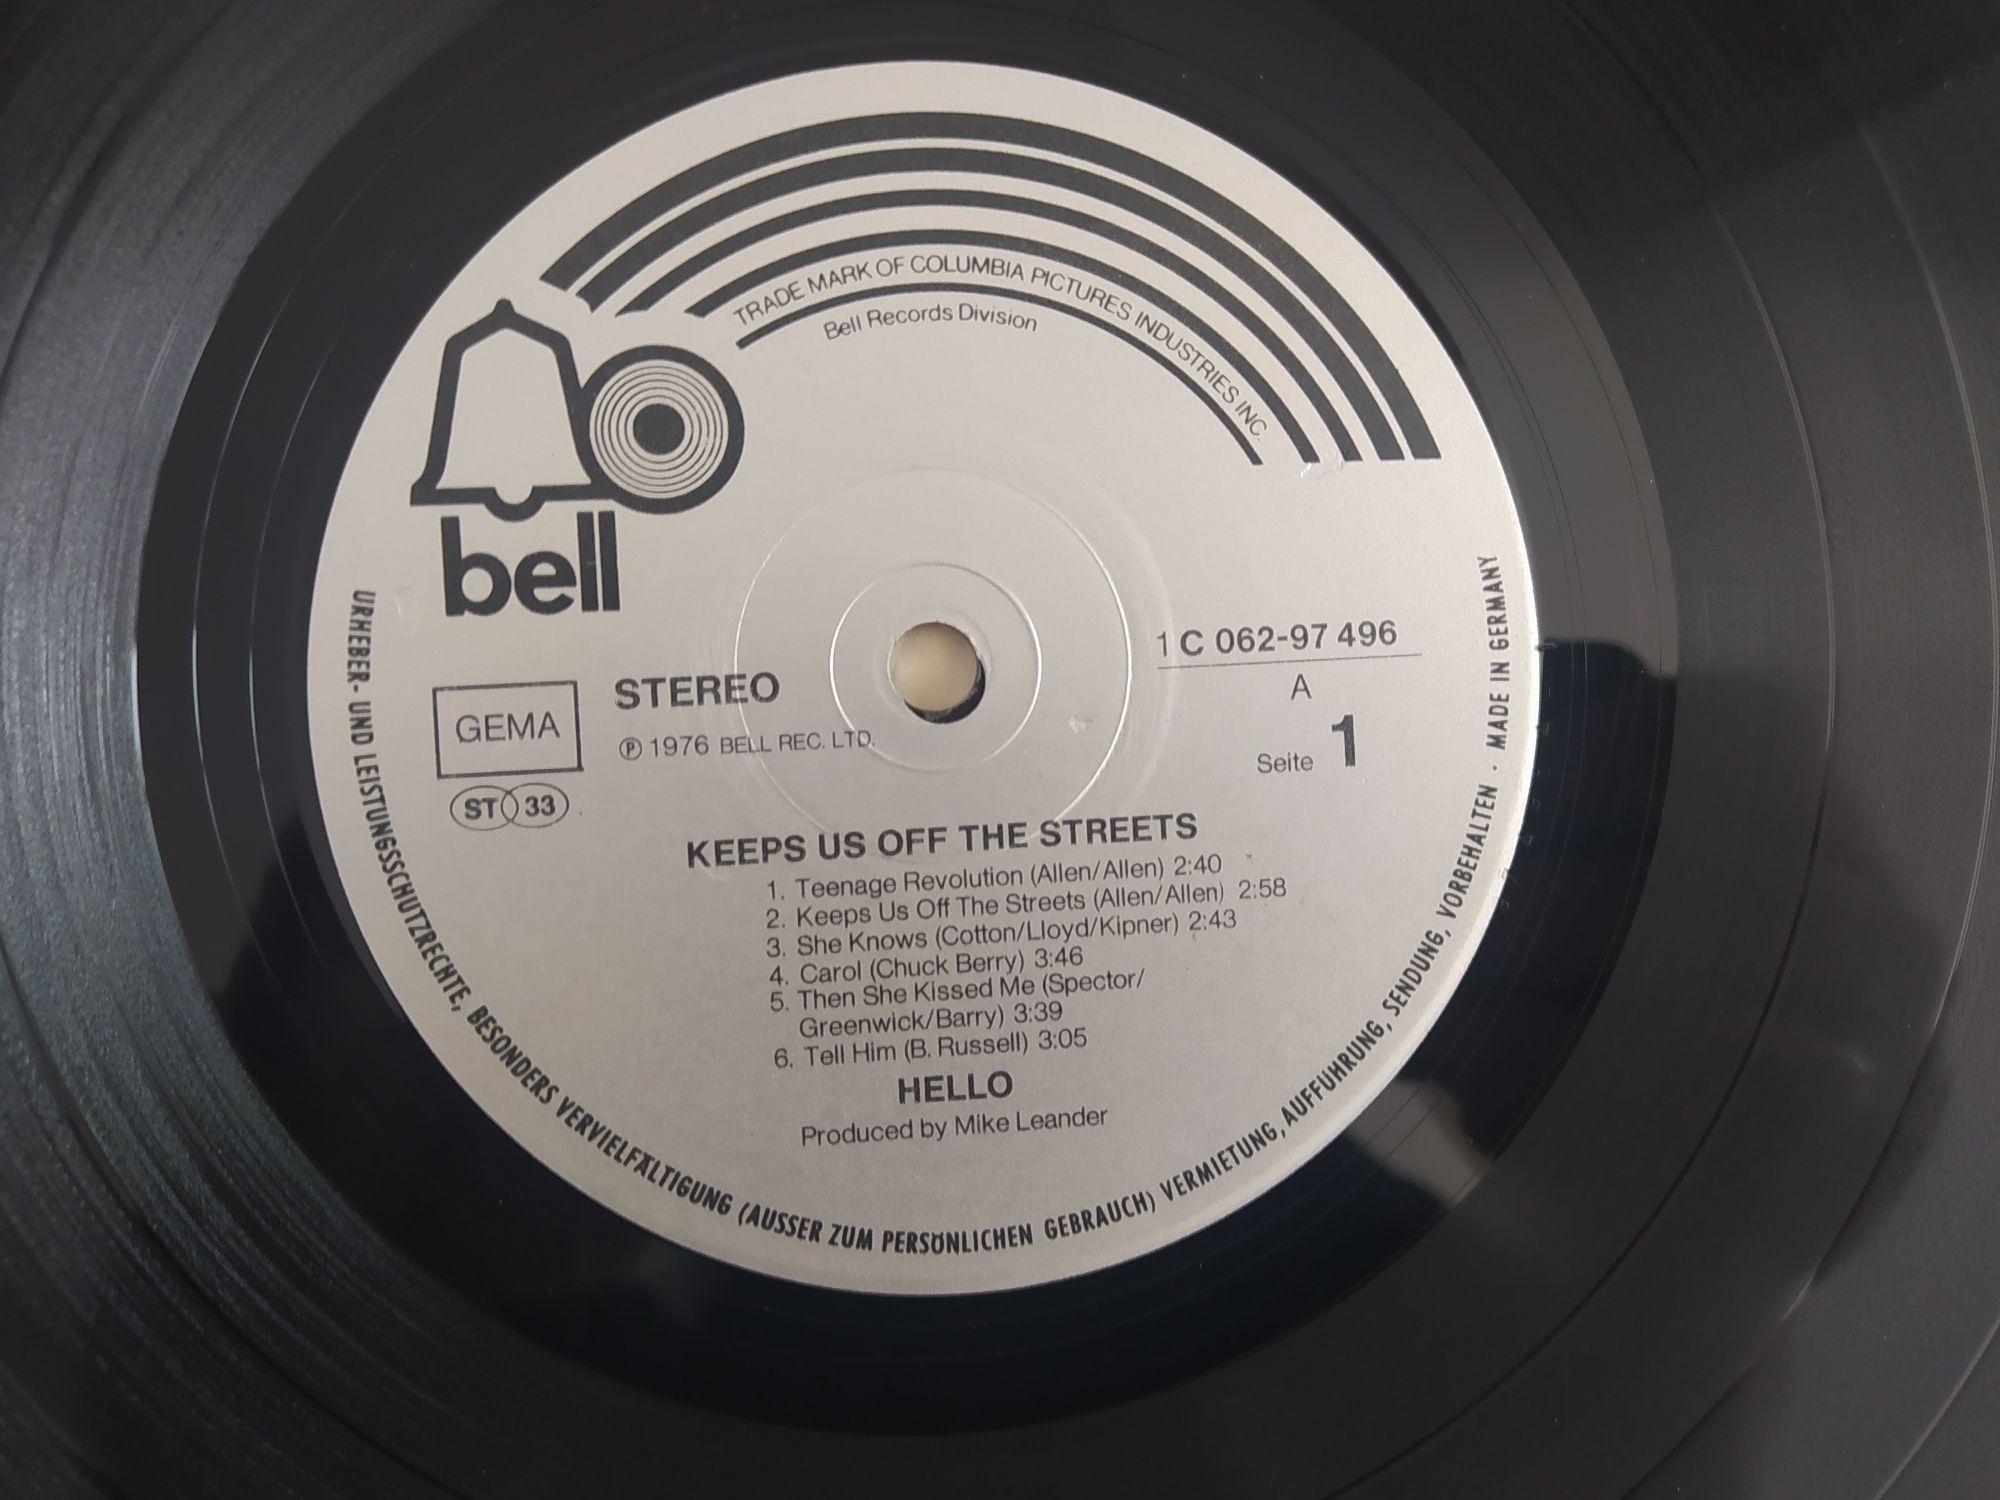 TRADE MARK OF COLUMBIA PICTURES INDUSTRIES INC.
Bell Records Division
bell
1 C 062-97 496
A
Seite 1
STEREO
GEMA
℗ 1976 BELL REC. LTD.
ST 33
KEEPS US OFF THE STREETS
1. Teenage Revolution (Allen/Allen) 2:40
2. Keeps Us Off The Streets (Allen/Allen) 2:58
3. She Knows (Cotton/Lloyd/Kipner) 2:43
4. Carol (Chuck Berry) 3:46
5. Then She Kissed Me (Spector/
Greenwick/Barry) 3:39
6. Tell Him (B. Russell) 3:05
HELLO
Produced by Mike Leander
URHEBER- UND LEISTUNGSSCHUTZRECHTE, BESONDERS VERVIELFÄLTIGUNG (AUSSER ZUM PERSÖNLICHEN GEBRAUCH) VERMIETUNG, AUFFUHRUNG, SENDUNG, VORBEHALTEN · MADE IN GERMANY